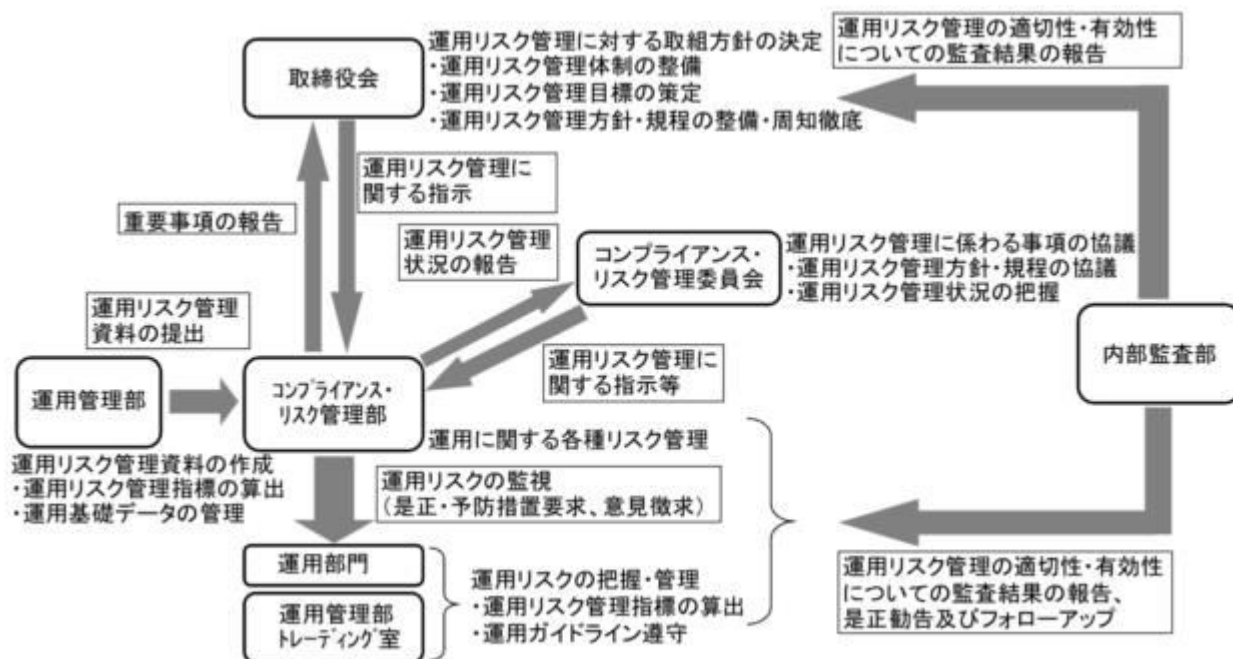 運用リスク管理に対する取組方針の決定
・運用リスク管理体制の整備
・運用リスク管理目標の策定
・運用リスク管理方針・規程の整備・周知徹底
取締役会
運用リスク管理の適切性・有効性
についての監査結果の報告
運用リスク管理に
関する指示
重要事項の報告
運用リスク管理
状況の報告
コンプライアンス・
リスク管理委員会
運用リスク管理に係わる事項の協議
・運用リスク管理方針・規程の協議
・運用リスク管理状況の把握
運用リスク管理
資料の提出
運用リスク管理に
関する指示等
内部監査部
運用管理部
コンプライアンス・
リスク管理部
運用に関する各種リスク管理
運用リスク管理資料の作成
・運用リスク管理指標の算出
・運用基礎データの管理
運用リスクの監視
(是正・予防措置要求、意見徴求)
運用部門
運用管理部
トレーディング室
運用リスクの把握・管理
・運用リスク管理指標の算出
・運用ガイドライン遵守
運用リスク管理の適切性・有効性
についての監査結果の報告、
是正勧告及びフォローアップ